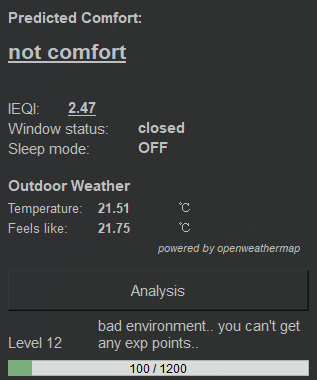 Predicted Comfort:
not comfort
IEQI: 2.47
Window status: closed
Sleep mode: OFF
Outdoor Weather
Temperature: 21.51 ℃
Feels like: 21.75 ℃
powered by openweathermap
Analysis
bad environment.. you can't get
Level 12 any exp points..
100 / 1200